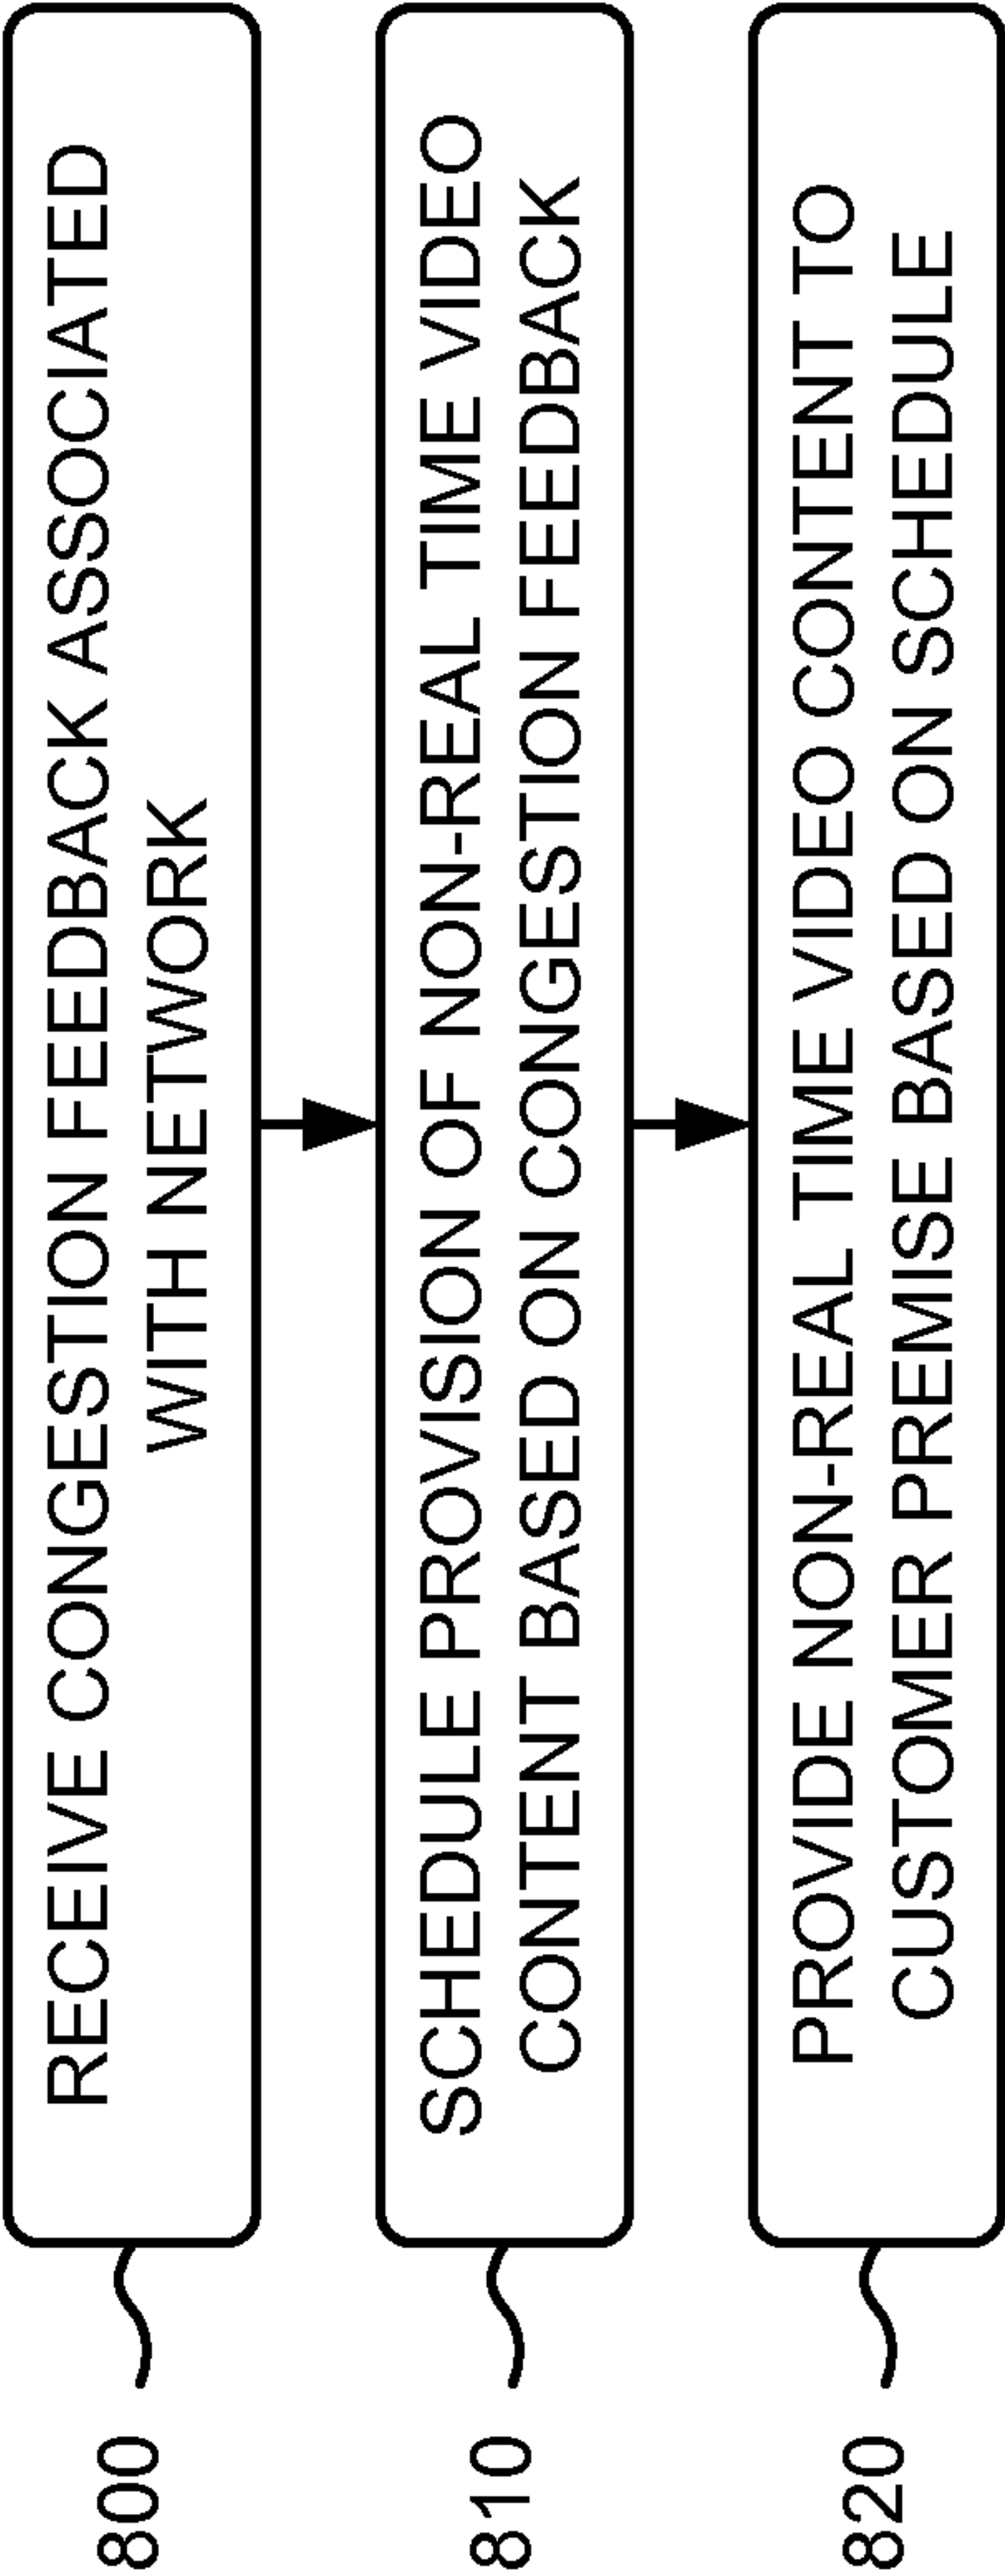 800
RECEIVE CONGESTION FEEDBACK ASSOCIATED
WITH NETWORK
810
SCHEDULE PROVISION OF NON-REAL TIME VIDEO
CONTENT BASED ON CONGESTION FEEDBACK
820
PROVIDE NON-REAL TIME VIDEO CONTENT TO
CUSTOMER PREMISE BASED ON SCHEDULE